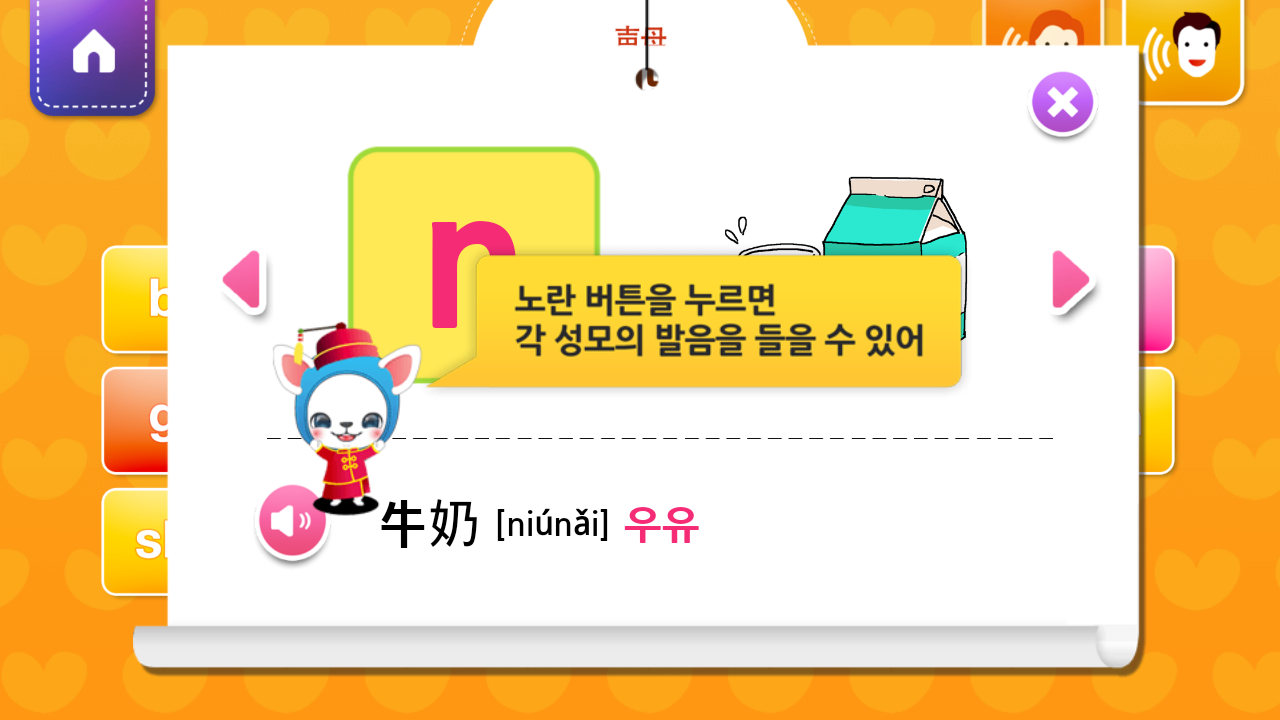 声母
n
노란 버튼을 누르면
각 성모의 발음을 들을 수 있어
牛奶 [niúnǎi] 우유
b
g